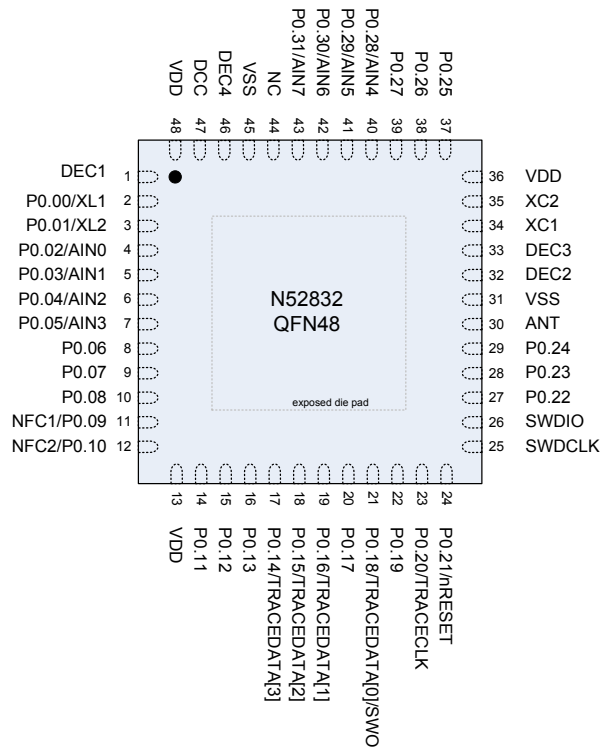 VDD
DCC
DEC4
VSS
NC
P0.31/AIN7
P0.30/AIN6
P0.29/AIN5
P0.28/AIN4
P0.27
P0.26
P0.25
48
47
46
45
44
43
42
41
40
39
38
37
DEC1 1
P0.00/XL1 2
P0.01/XL2 3
P0.02/AIN0 4
P0.03/AIN1 5
P0.04/AIN2 6
P0.05/AIN3 7
P0.06 8
P0.07 9
P0.08 10
NFC1/P0.09 11
NFC2/P0.10 12
N52832
QFN48
exposed die pad
36 VDD
35 XC2
34 XC1
33 DEC3
32 DEC2
31 VSS
30 ANT
29 P0.24
28 P0.23
27 P0.22
26 SWDIO
25 SWDCLK
13
14
15
16
17
18
19
20
21
22
23
24
VDD
P0.11
P0.12
P0.13
P0.14/TRACEDATA[3]
P0.15/TRACEDATA[2]
P0.16/TRACEDATA[1]
P0.17
P0.18/TRACEDATA[0]/SWO
P0.19
P0.20/TRACECLK
P0.21/nRESET